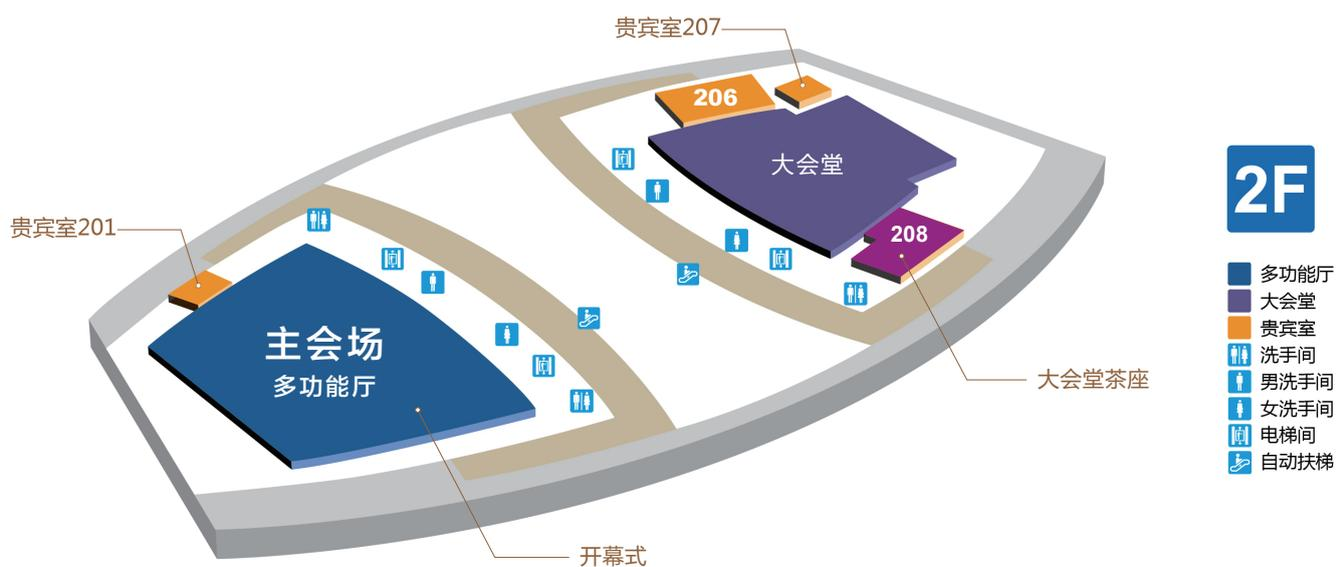 贵宾室207
206
大会堂
贵宾室201
208
主会场
多功能厅
大会堂茶座
开幕式
2F
多功能厅
大会堂
贵宾室
洗手间
男洗手间
女洗手间
电梯间
自动扶梯